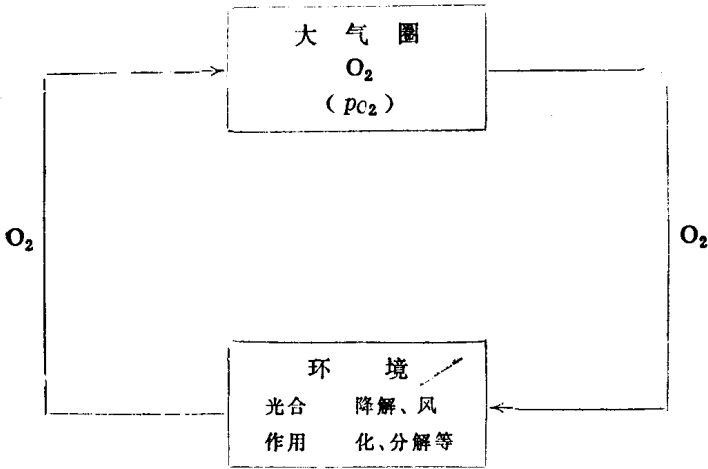 大气圈
O₂
(pO₂)
O₂
O₂
环境
光合 降解、风
作用 化、分解等